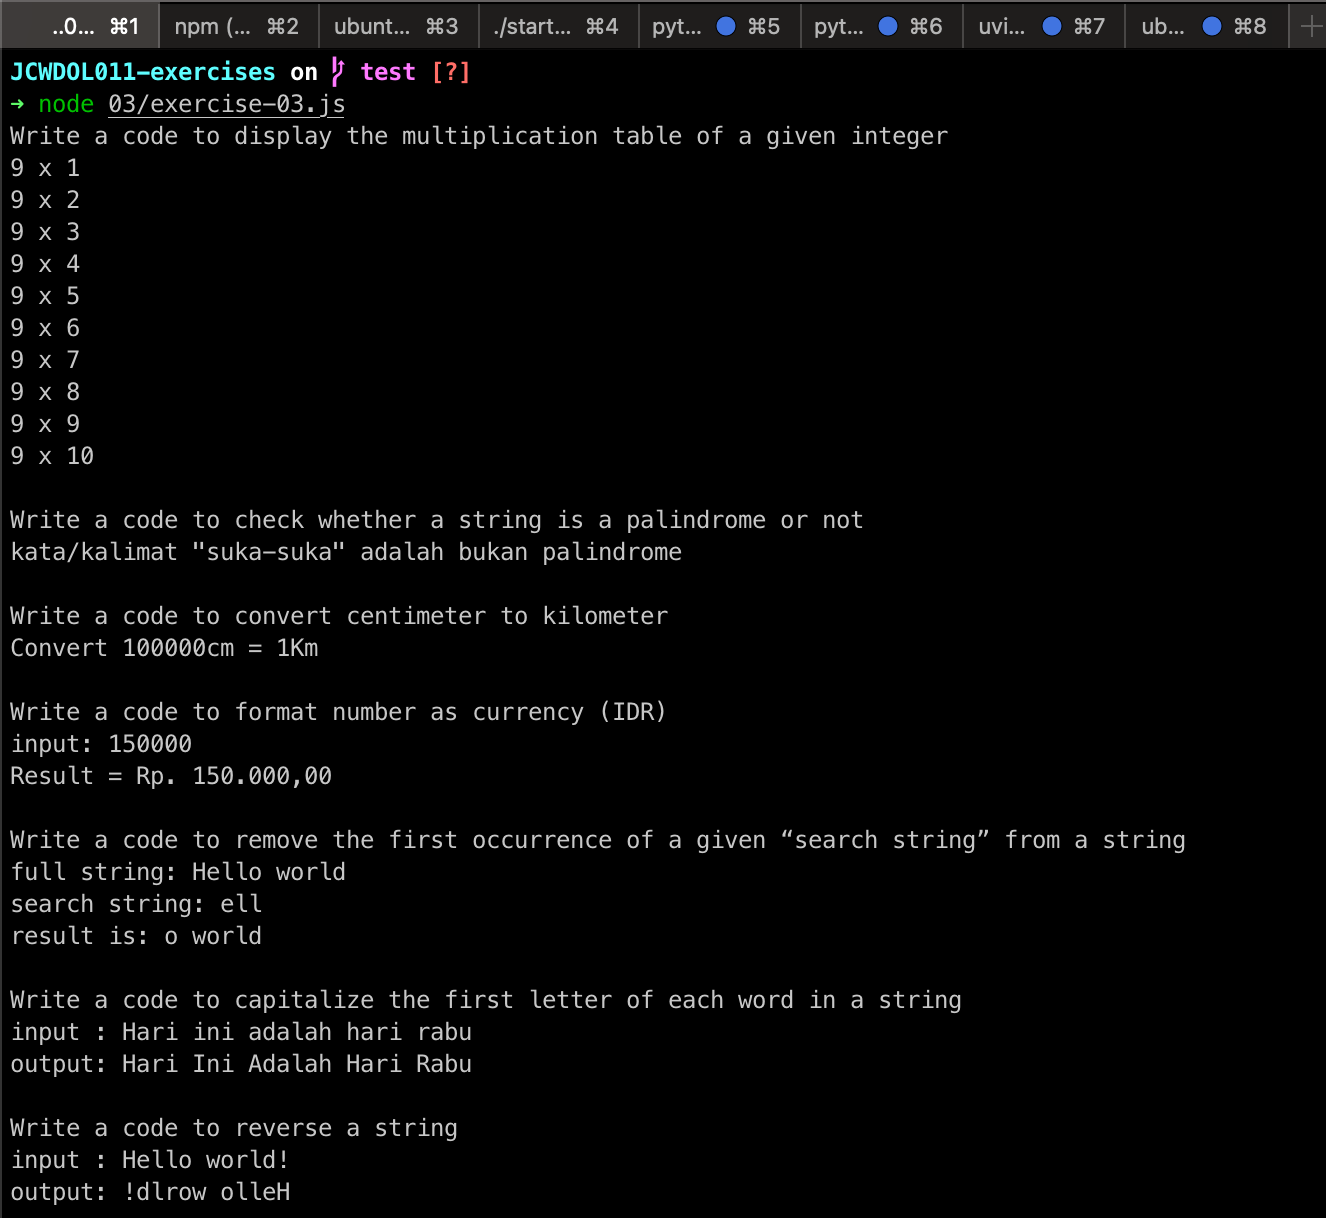 ..0... ⌘1 npm (... ⌘2 ubunt... ⌘3 ./start... ⌘4 pyt... ⌘5 pyt... ⌘6 uvi... ⌘7 ub... ⌘8
JCWDOL011-exercises on test [?]
→ node 03/exercise-03.js
Write a code to display the multiplication table of a given integer
9 x 1
9 x 2
9 x 3
9 x 4
9 x 5
9 x 6
9 x 7
9 x 8
9 x 9
9 x 10
Write a code to check whether a string is a palindrome or not
kata/kalimat "suka-suka" adalah bukan palindrome
Write a code to convert centimeter to kilometer
Convert 100000cm = 1Km
Write a code to format number as currency (IDR)
input: 150000
Result = Rp. 150.000,00
Write a code to remove the first occurrence of a given “search string” from a string
full string: Hello world
search string: ell
result is: o world
Write a code to capitalize the first letter of each word in a string
input : Hari ini adalah hari rabu
output: Hari Ini Adalah Hari Rabu
Write a code to reverse a string
input : Hello world!
output: !dlrow olleH